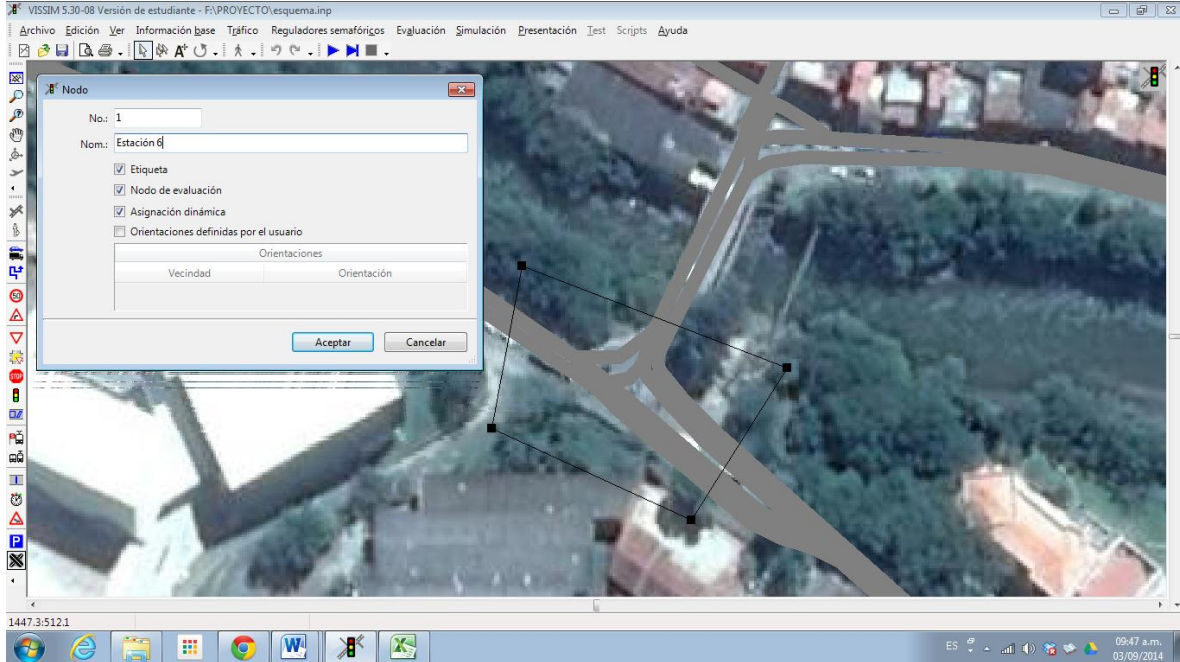 VISSIM 5.30-08 Versión de estudiante - F:\PROYECTO\esquema.inp
Archivo Edición Ver Información base Tráfico Reguladores semafóricos Evaluación Simulación Presentación Test Scripts Ayuda
Nodo
No.: 1
Nom.: Estación 6
Etiqueta
Nodo de evaluación
Asignación dinámica
Orientaciones definidas por el usuario
Orientaciones
Vecindad Orientación
Aceptar Cancelar
50
STOP
P
1447.3:512.1
ES 09:47 a.m.
03/09/2014